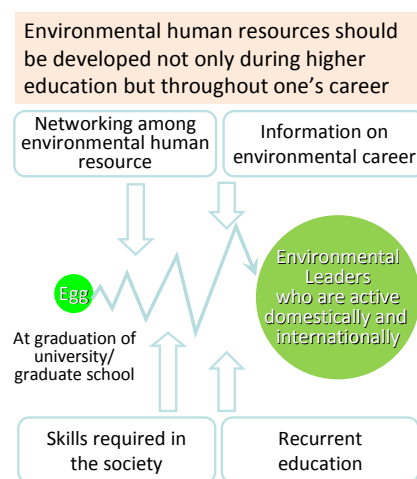 Environmental human resources should
be developed not only during higher
education but throughout one's career
Networking among
environmental human
resource
Information on
environmental career
Egg
Environmental
Leaders
who are active
domestically and
internationally
At graduation of
university/
graduate school
Skills required in
the society
Recurrent
education